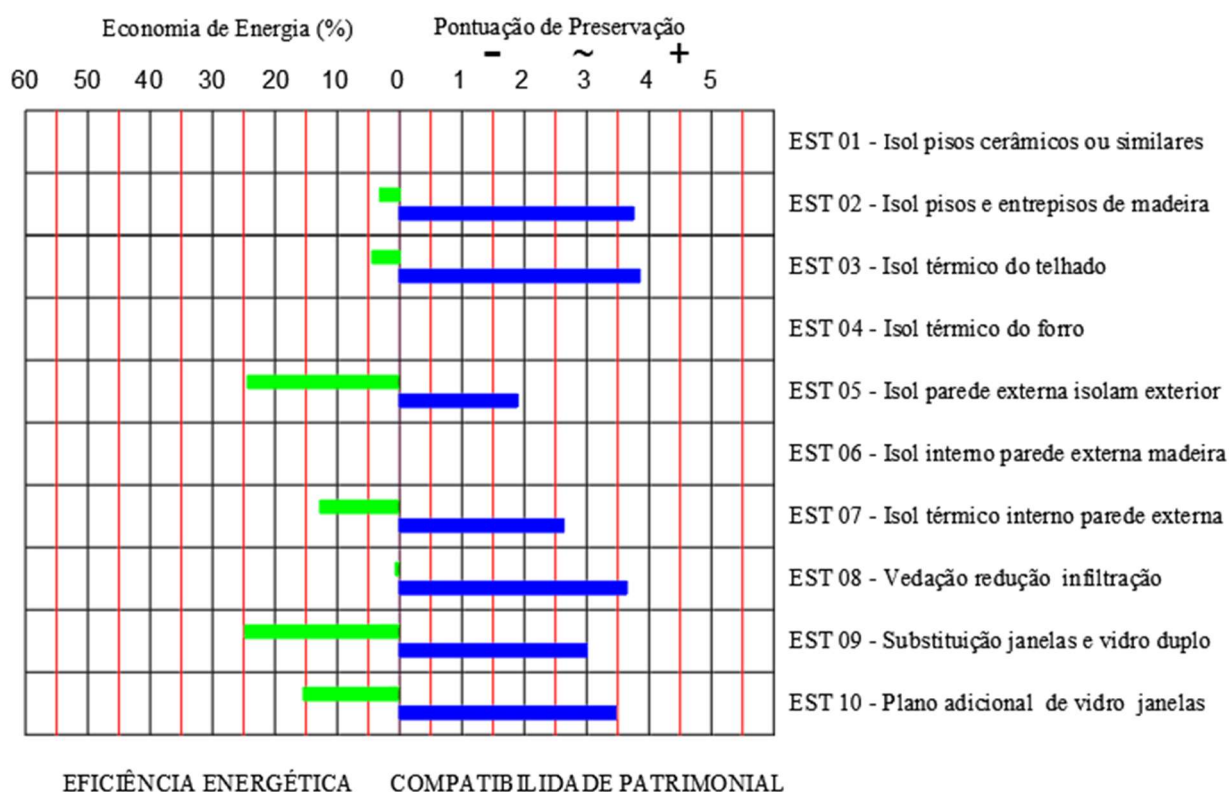 Economia de Energia (%) Pontuação de Preservação
– ~ +
60 50 40 30 20 10 0 1 2 3 4 5
EST 01 - Isol pisos cerâmicos ou similares
EST 02 - Isol pisos e entrepisos de madeira
EST 03 - Isol térmico do telhado
EST 04 - Isol térmico do forro
EST 05 - Isol parede externa isolam exterior
EST 06 - Isol interno parede externa madeira
EST 07 - Isol térmico interno parede externa
EST 08 - Vedação redução infiltração
EST 09 - Substituição janelas e vidro duplo
EST 10 - Plano adicional de vidro janelas
EFICIÊNCIA ENERGÉTICA COMPATIBILIDADE PATRIMONIAL